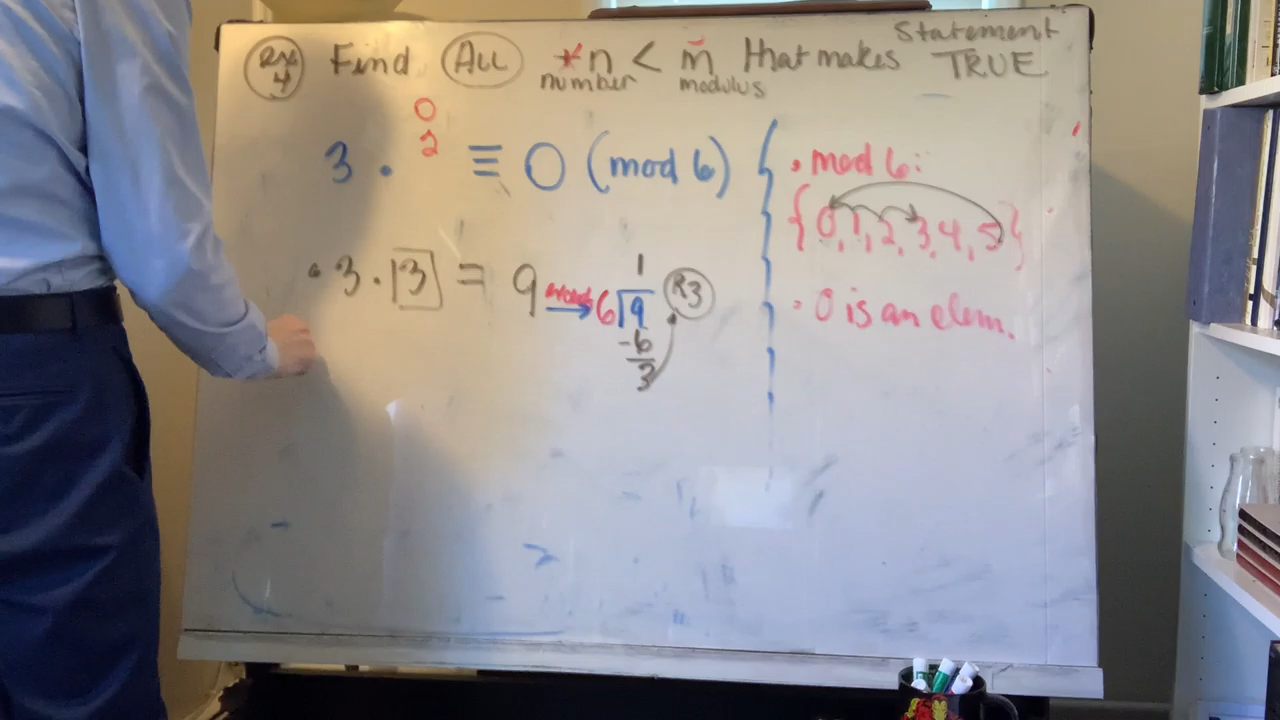 Ex 4 Find ALL *n < m that makes Statement TRUE
number modulus
0
2
3 · ≡ 0 (mod 6)
• 3 · 3 = 9 mod → 6 9 1 R3
-6
3
• mod 6:
{0, 1, 2, 3, 4, 5}
• 0 is an elem.